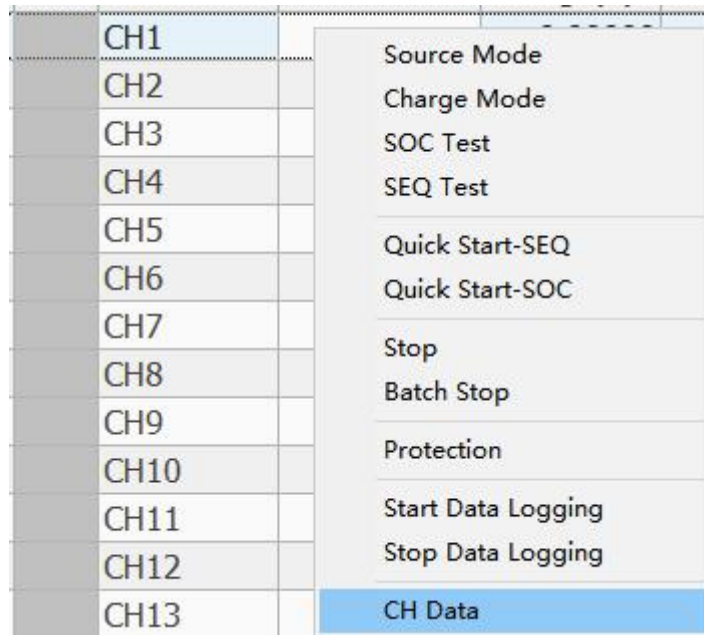 CH1
CH2
CH3
CH4
CH5
CH6
CH7
CH8
CH9
CH10
CH11
CH12
CH13
Source Mode
Charge Mode
SOC Test
SEQ Test
Quick Start-SEQ
Quick Start-SOC
Stop
Batch Stop
Protection
Start Data Logging
Stop Data Logging
CH Data